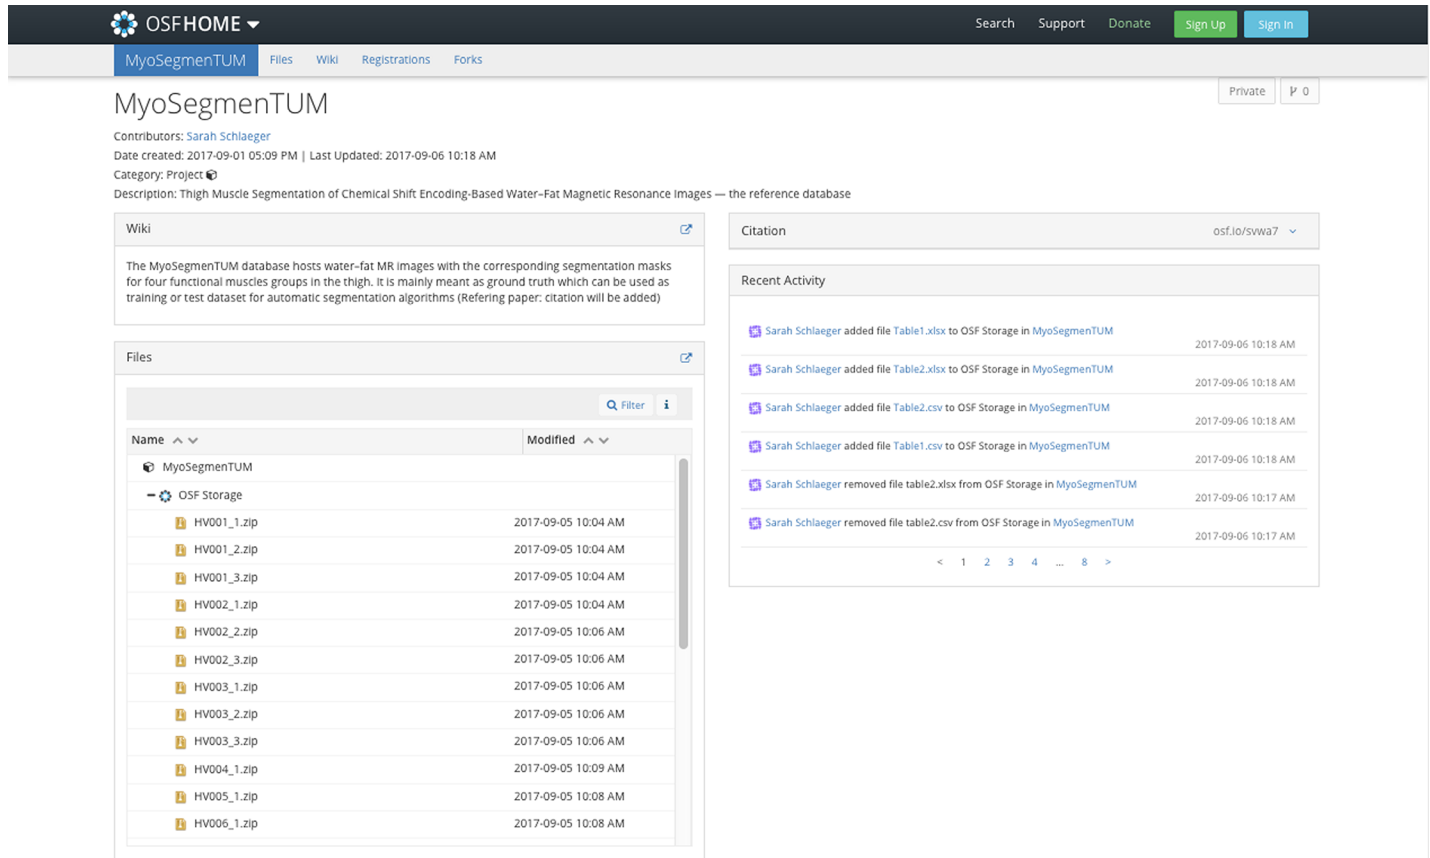 OSFHOME
Search Support Donate Sign Up Sign In
MyoSegmenTUM Files Wiki Registrations Forks
MyoSegmenTUM
Private 0
Contributors: Sarah Schlaeger
Date created: 2017-09-01 05:09 PM | Last Updated: 2017-09-06 10:18 AM
Category: Project
Description: Thigh Muscle Segmentation of Chemical Shift Encoding-Based Water–Fat Magnetic Resonance Images — the reference database
Wiki
The MyoSegmenTUM database hosts water–fat MR images with the corresponding segmentation masks
for four functional muscles groups in the thigh. It is mainly meant as ground truth which can be used as
training or test dataset for automatic segmentation algorithms (Refering paper: citation will be added)
Files
Filter i
Name Modified
MyoSegmenTUM
OSF Storage
HV001_1.zip 2017-09-05 10:04 AM
HV001_2.zip 2017-09-05 10:04 AM
HV001_3.zip 2017-09-05 10:04 AM
HV002_1.zip 2017-09-05 10:04 AM
HV002_2.zip 2017-09-05 10:06 AM
HV002_3.zip 2017-09-05 10:06 AM
HV003_1.zip 2017-09-05 10:06 AM
HV003_2.zip 2017-09-05 10:06 AM
HV003_3.zip 2017-09-05 10:06 AM
HV004_1.zip 2017-09-05 10:09 AM
HV005_1.zip 2017-09-05 10:08 AM
HV006_1.zip 2017-09-05 10:08 AM
Citation osf.io/svwa7
Recent Activity
Sarah Schlaeger added file Table1.xlsx to OSF Storage in MyoSegmenTUM
2017-09-06 10:18 AM
Sarah Schlaeger added file Table2.xlsx to OSF Storage in MyoSegmenTUM
2017-09-06 10:18 AM
Sarah Schlaeger added file Table2.csv to OSF Storage in MyoSegmenTUM
2017-09-06 10:18 AM
Sarah Schlaeger added file Table1.csv to OSF Storage in MyoSegmenTUM
2017-09-06 10:18 AM
Sarah Schlaeger removed file table2.xlsx from OSF Storage in MyoSegmenTUM
2017-09-06 10:17 AM
Sarah Schlaeger removed file table2.csv from OSF Storage in MyoSegmenTUM
2017-09-06 10:17 AM
< 1 2 3 4 ... 8 >